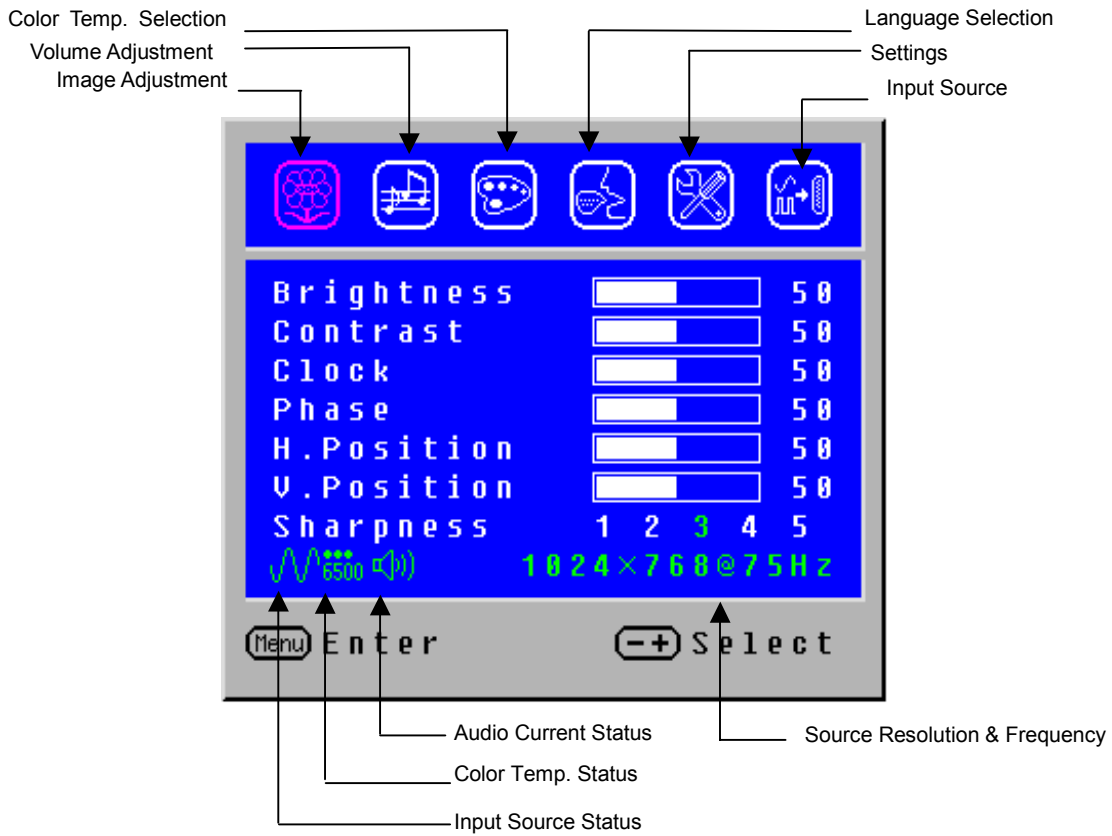 Color Temp. Selection
Language Selection
Volume Adjustment
Settings
Image Adjustment
Input Source
Brightness 50
Contrast 50
Clock 50
Phase 50
H.Position 50
V.Position 50
Sharpness 1 2 3 4 5
6500 1024×768@75Hz
Menu Enter -+ Select
Audio Current Status
Source Resolution & Frequency
Color Temp. Status
Input Source Status